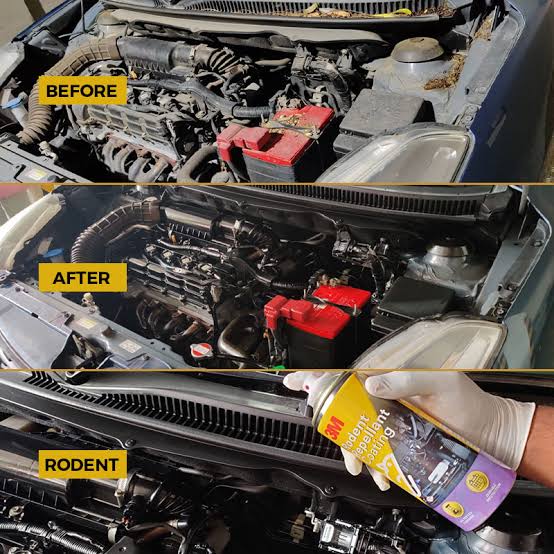 BEFORE
AFTER
RODENT
3M
Rodent
Repellant
Coating